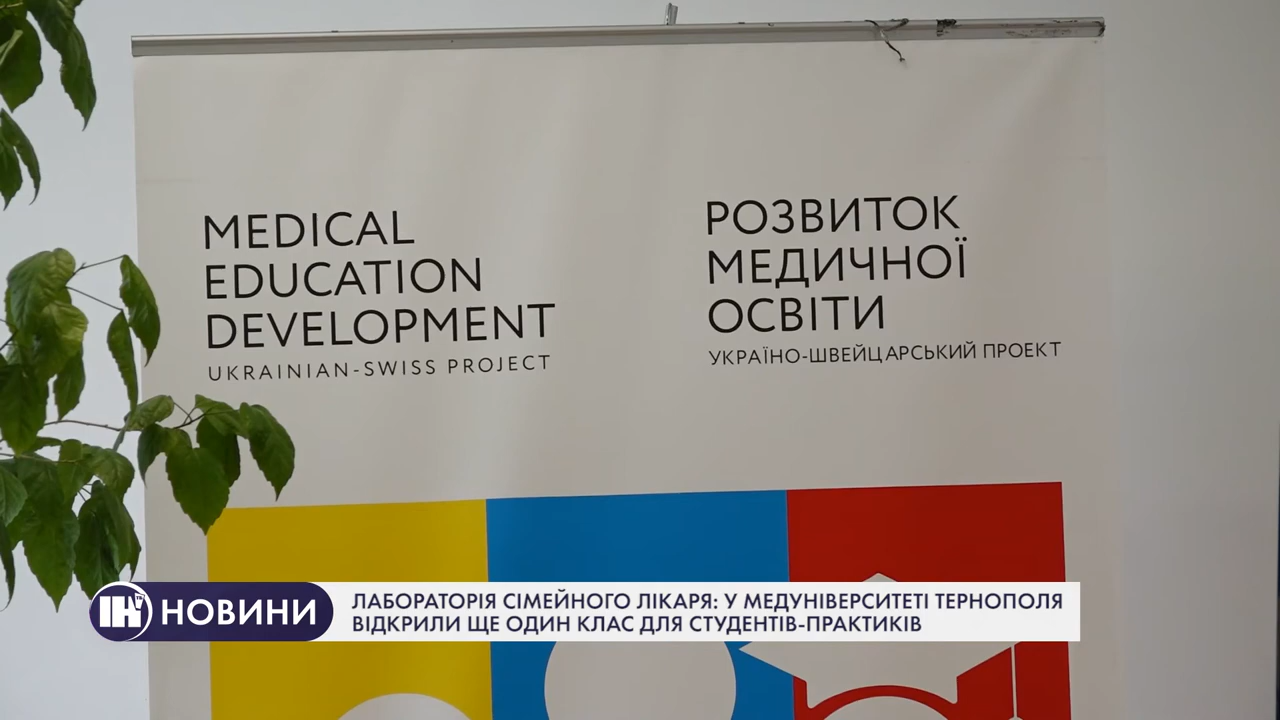 MEDICAL
EDUCATION
DEVELOPMENT
UKRAINIAN-SWISS PROJECT
РОЗВИТОК
МЕДИЧНОЇ
ОСВІТИ
УКРАЇНО-ШВЕЙЦАРСЬКИЙ ПРОЕКТ
ІНTV НОВИНИ
ЛАБОРАТОРІЯ СІМЕЙНОГО ЛІКАРЯ: У МЕДУНІВЕРСИТЕТІ ТЕРНОПОЛЯ
ВІДКРИЛИ ЩЕ ОДИН КЛАС ДЛЯ СТУДЕНТІВ-ПРАКТИКІВ